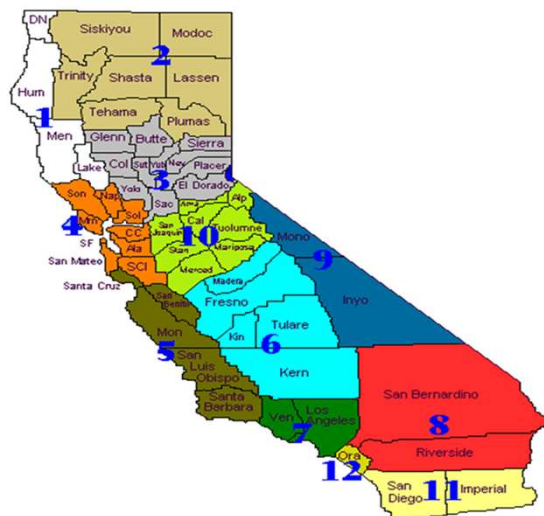 DN
Siskiyou
Modoc
2
Trinity
Shasta
Lassen
Hum
1
Tehama
Plumas
Men
Glenn
Butte
Sierra
Lake
Col
Sut
Yub
Nev
Placer
3
Yolo
El Dorado
Sac
Son
Nap
Sol
Ama
Alp
4
Mrn
CC
San Joaquin
Cal
Tuolumne
10
Mono
SF
Ala
Stan
Mariposa
9
San Mateo
SCl
Merced
Madera
Santa Cruz
San Benito
Fresno
Inyo
Mon
5
Kin
Tulare
6
San Luis Obispo
Kern
San Bernardino
Santa Barbara
Ven
Los Angeles
7
8
Ora
12
Riverside
San Diego
11
Imperial